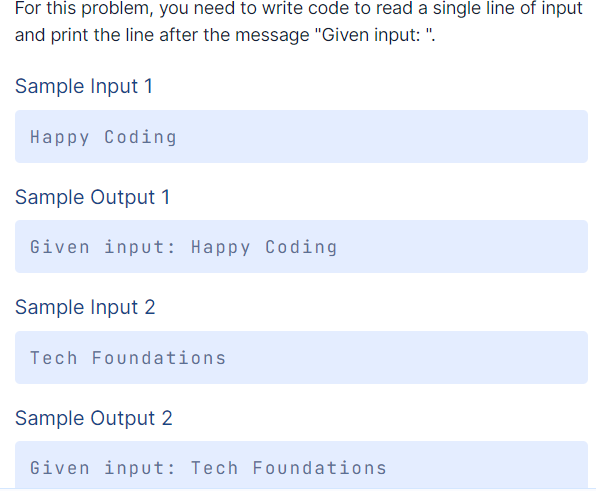 For this problem, you need to write code to read a single line of input
and print the line after the message "Given input: ".
Sample Input 1
Happy Coding
Sample Output 1
Given input: Happy Coding
Sample Input 2
Tech Foundations
Sample Output 2
Given input: Tech Foundations